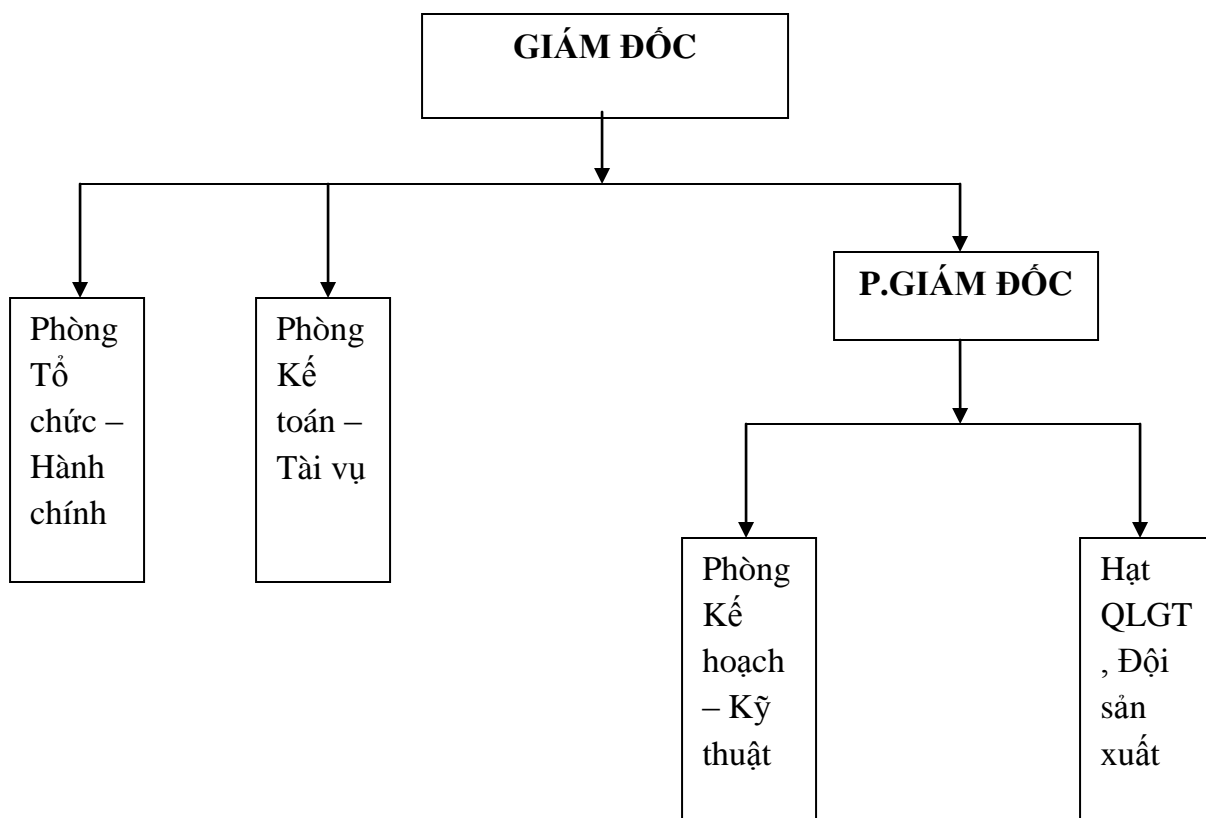 GIÁM ĐỐC
P.GIÁM ĐỐC
Phòng
Tổ
chức –
Hành
chính
Phòng
Kế
toán –
Tài vụ
Phòng
Kế
hoạch
– Kỹ
thuật
Hạt
QLGT
, Đội
sản
xuất